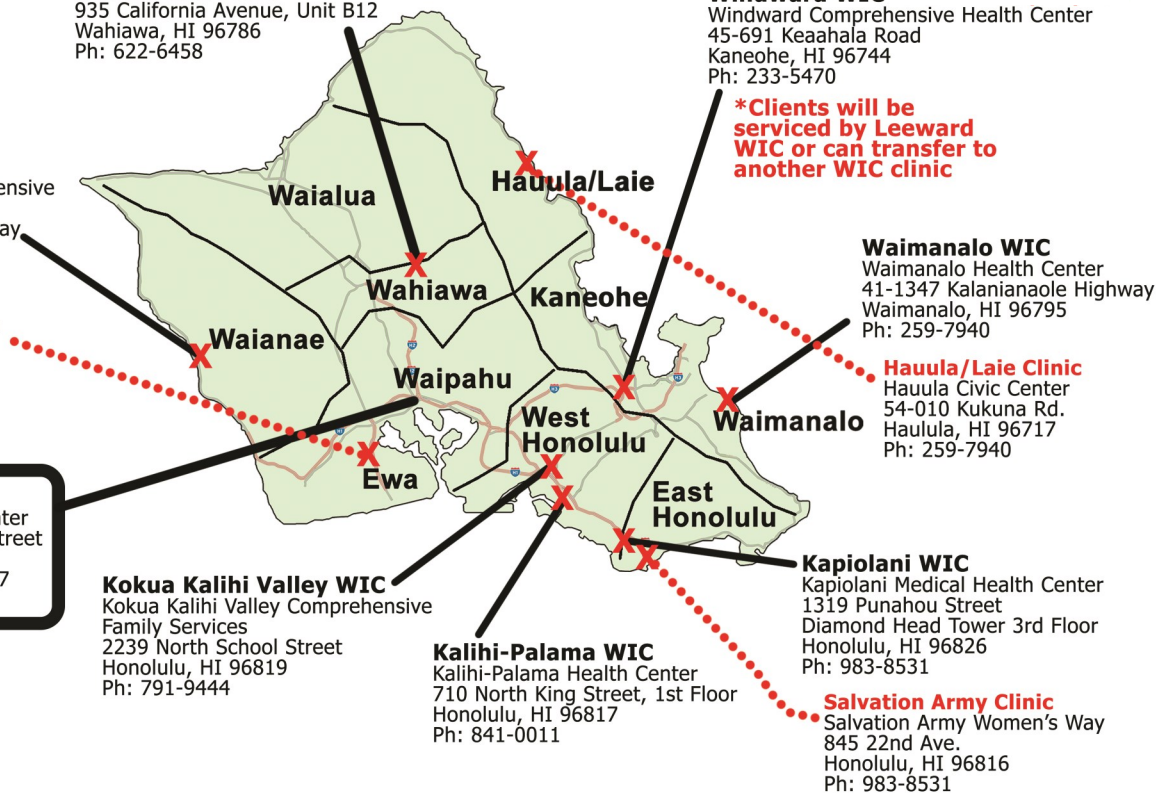 935 California Avenue, Unit B12
Wahiawa, HI 96786
Ph: 622-6458
Windward Comprehensive Health Center
45-691 Keaahala Road
Kaneohe, HI 96744
Ph: 233-5470
*Clients will be
serviced by Leeward
WIC or can transfer to
another WIC clinic
Waialua
Hauula/Laie
Wahiawa
Kaneohe
Waianae
Waipahu
West
Honolulu
Waimanalo
Ewa
East
Honolulu
Waimanalo WIC
Waimanalo Health Center
41-1347 Kalanianaole Highway
Waimanalo, HI 96795
Ph: 259-7940
Hauula/Laie Clinic
Hauula Civic Center
54-010 Kukuna Rd.
Haulula, HI 96717
Ph: 259-7940
7
Kokua Kalihi Valley WIC
Kokua Kalihi Valley Comprehensive
Family Services
2239 North School Street
Honolulu, HI 96819
Ph: 791-9444
Kalihi-Palama WIC
Kalihi-Palama Health Center
710 North King Street, 1st Floor
Honolulu, HI 96817
Ph: 841-0011
Kapiolani WIC
Kapiolani Medical Health Center
1319 Punahou Street
Diamond Head Tower 3rd Floor
Honolulu, HI 96826
Ph: 983-8531
Salvation Army Clinic
Salvation Army Women's Way
845 22nd Ave.
Honolulu, HI 96816
Ph: 983-8531